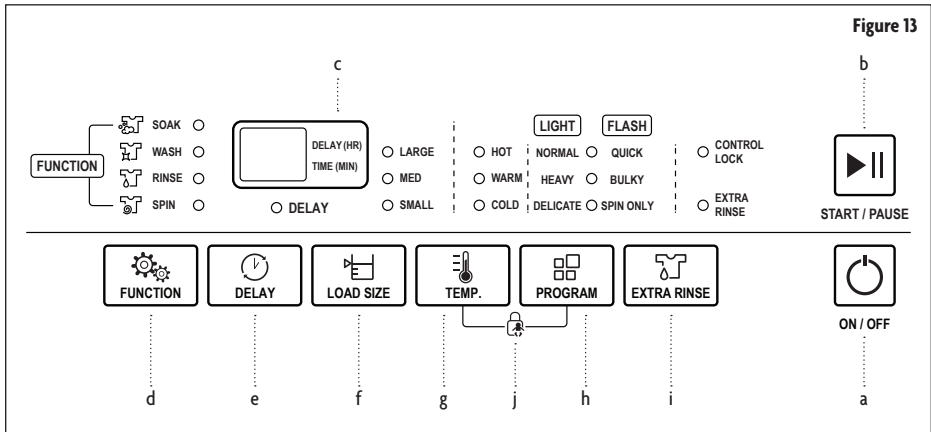 Figure 13
c
b
SOAK
WASH
RINSE
SPIN
FUNCTION
DELAY (HR)
TIME (MIN)
DELAY
LARGE
MED
SMALL
HOT
WARM
COLD
LIGHT FLASH
NORMAL QUICK
HEAVY BULKY
DELICATE SPIN ONLY
CONTROL
LOCK
EXTRA
RINSE
START / PAUSE
FUNCTION
DELAY
LOAD SIZE
TEMP.
PROGRAM
EXTRA RINSE
ON / OFF
d
e
f
g
j
h
i
a